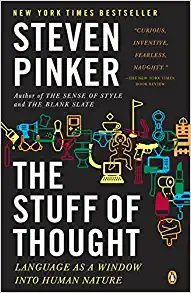 NEW YORK TIMES BESTSELLER
STEVEN
PINKER
Author of THE SENSE OF STYLE
and THE BLANK SLATE
"CURIOUS,
INVENTIVE,
FEARLESS,
NAUGHTY."
—THE NEW YORK TIMES
BOOK REVIEW
THE
STUFF OF
THOUGHT
LANGUAGE AS A WINDOW
INTO HUMAN NATURE